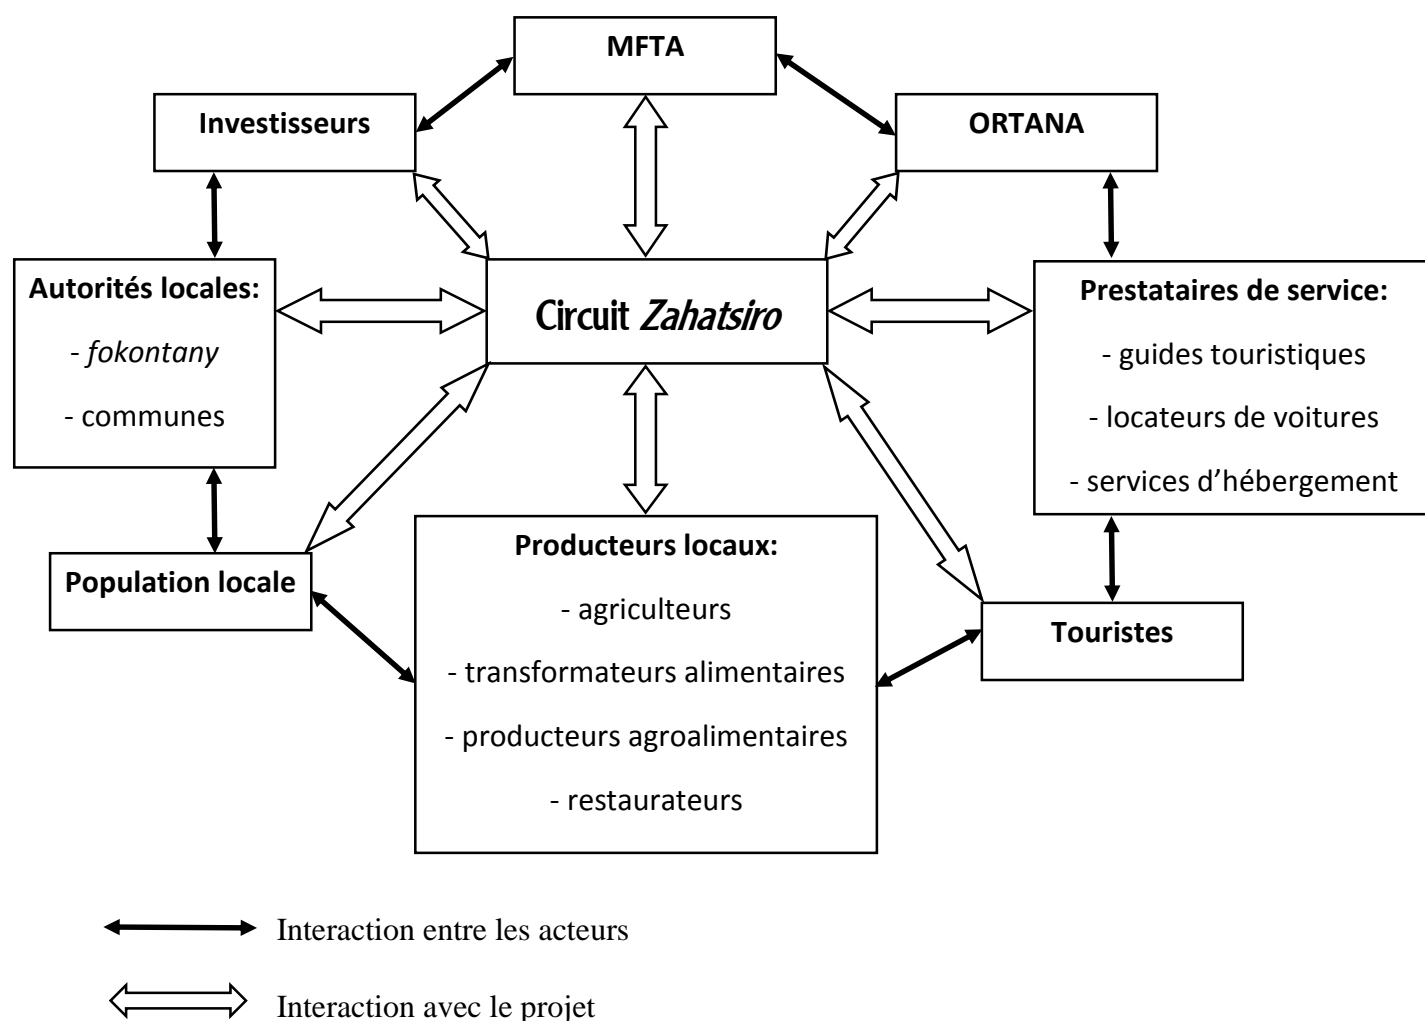 MFTA
Investisseurs
ORTANA
Autorités locales:
- fokontany
- communes
Circuit Zahatsiro
Prestataires de service:
- guides touristiques
- locateurs de voitures
- services d’hébergement
Population locale
Producteurs locaux:
- agriculteurs
- transformateurs alimentaires
- producteurs agroalimentaires
- restaurateurs
Touristes
Interaction entre les acteurs
Interaction avec le projet